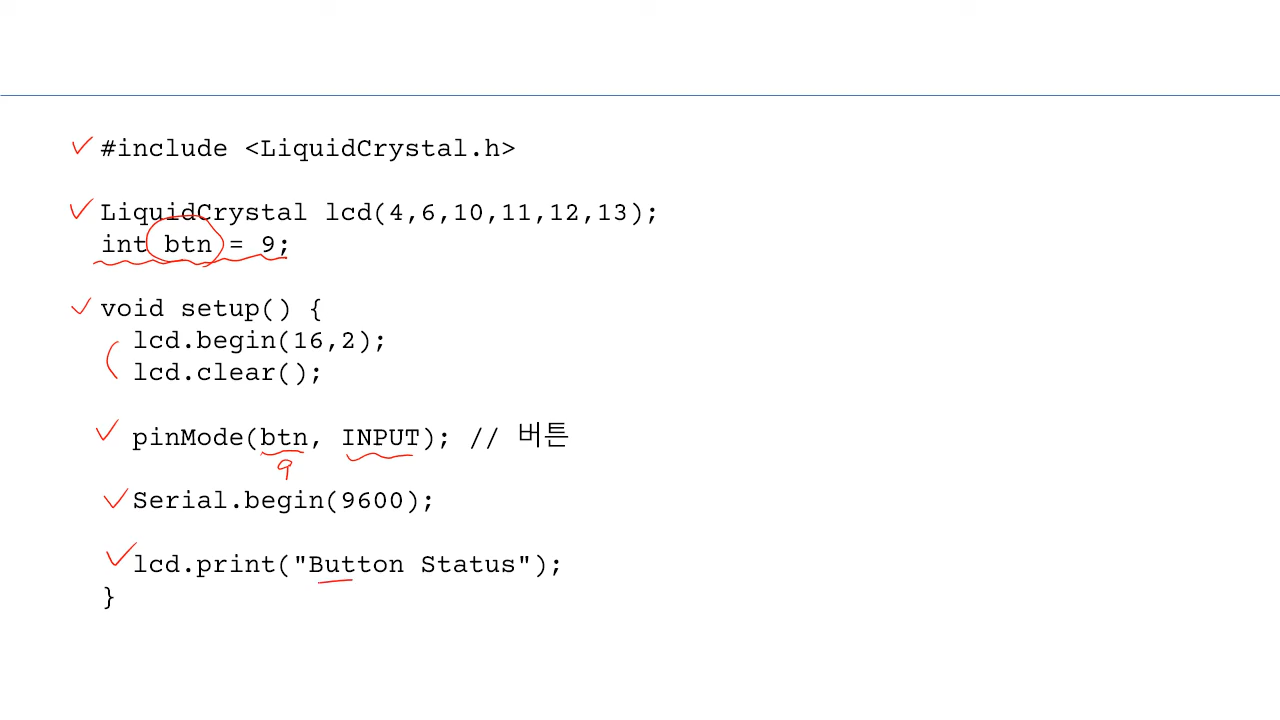 #include <LiquidCrystal.h>
LiquidCrystal lcd(4,6,10,11,12,13);
int btn = 9;
void setup() {
lcd.begin(16,2);
lcd.clear();
pinMode(btn, INPUT); // 버튼
9
Serial.begin(9600);
lcd.print("Button Status");
}